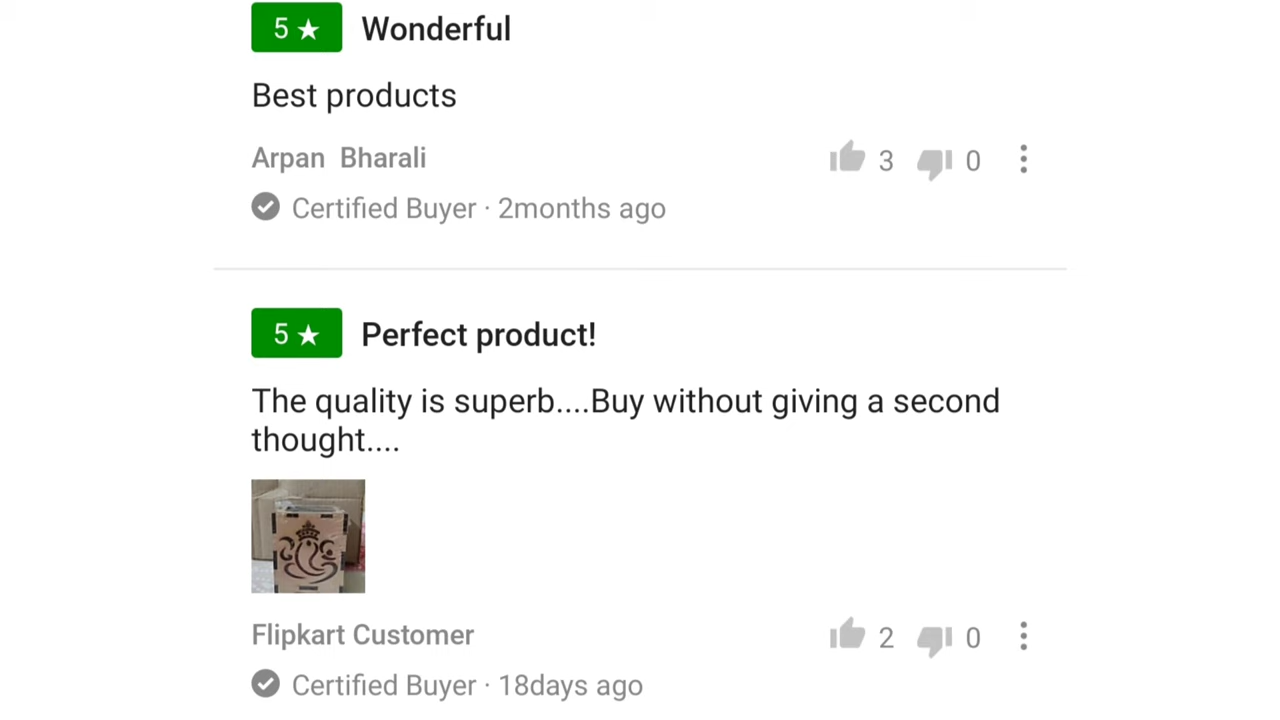 5 ★ Wonderful
Best products
Arpan Bharali 3 0
Certified Buyer · 2months ago
5 ★ Perfect product!
The quality is superb....Buy without giving a second
thought....
Flipkart Customer 2 0
Certified Buyer · 18days ago